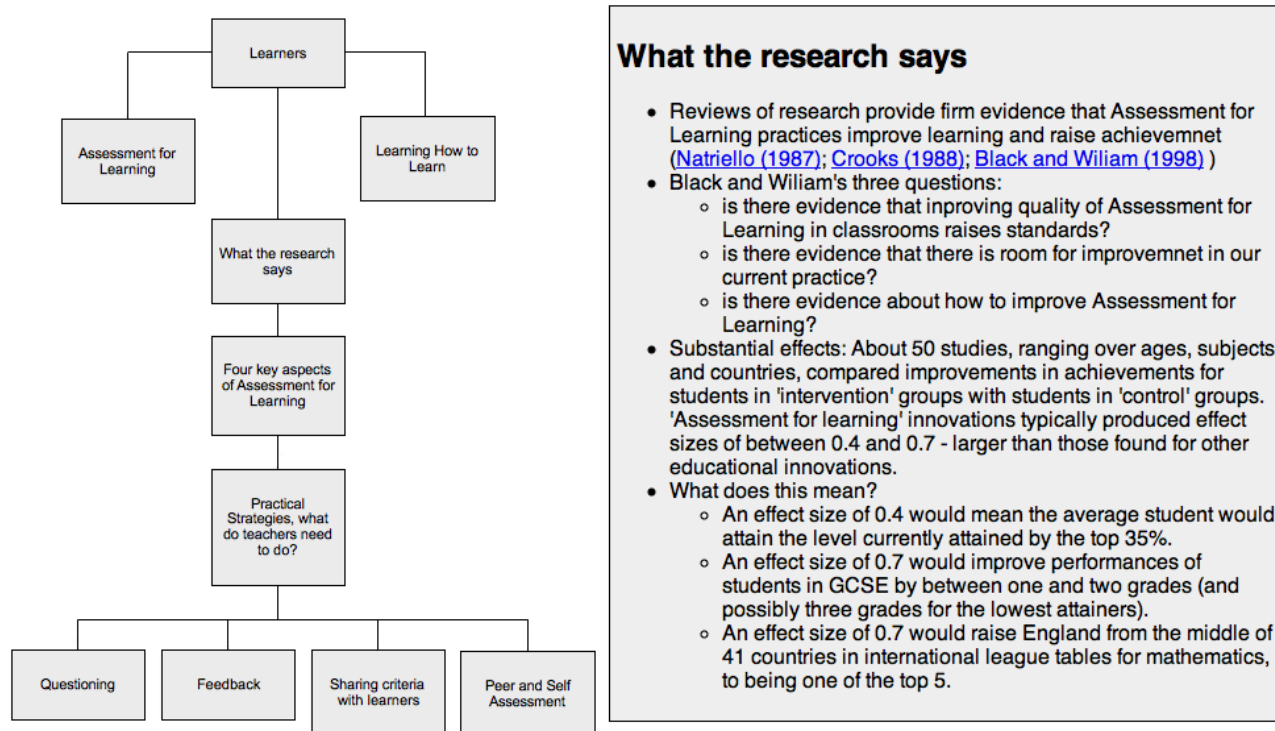 Learners
Assessment for
Learning
Learning How to
Learn
What the research
says
Four key aspects
of Assessment for
Learning
Practical
Strategies, what
do teachers need
to do?
Questioning
Feedback
Sharing criteria
with learners
Peer and Self
Assessment
What the research says
• Reviews of research provide firm evidence that Assessment for
Learning practices improve learning and raise achievemnet
(Natriello (1987); Crooks (1988); Black and Wiliam (1998) )
• Black and Wiliam's three questions:
◦ is there evidence that inproving quality of Assessment for
Learning in classrooms raises standards?
◦ is there evidence that there is room for improvemnet in our
current practice?
◦ is there evidence about how to improve Assessment for
Learning?
• Substantial effects: About 50 studies, ranging over ages, subjects
and countries, compared improvements in achievements for
students in 'intervention' groups with students in 'control' groups.
'Assessment for learning' innovations typically produced effect
sizes of between 0.4 and 0.7 - larger than those found for other
educational innovations.
• What does this mean?
◦ An effect size of 0.4 would mean the average student would
attain the level currently attained by the top 35%.
◦ An effect size of 0.7 would improve performances of
students in GCSE by between one and two grades (and
possibly three grades for the lowest attainers).
◦ An effect size of 0.7 would raise England from the middle of
41 countries in international league tables for mathematics,
to being one of the top 5.